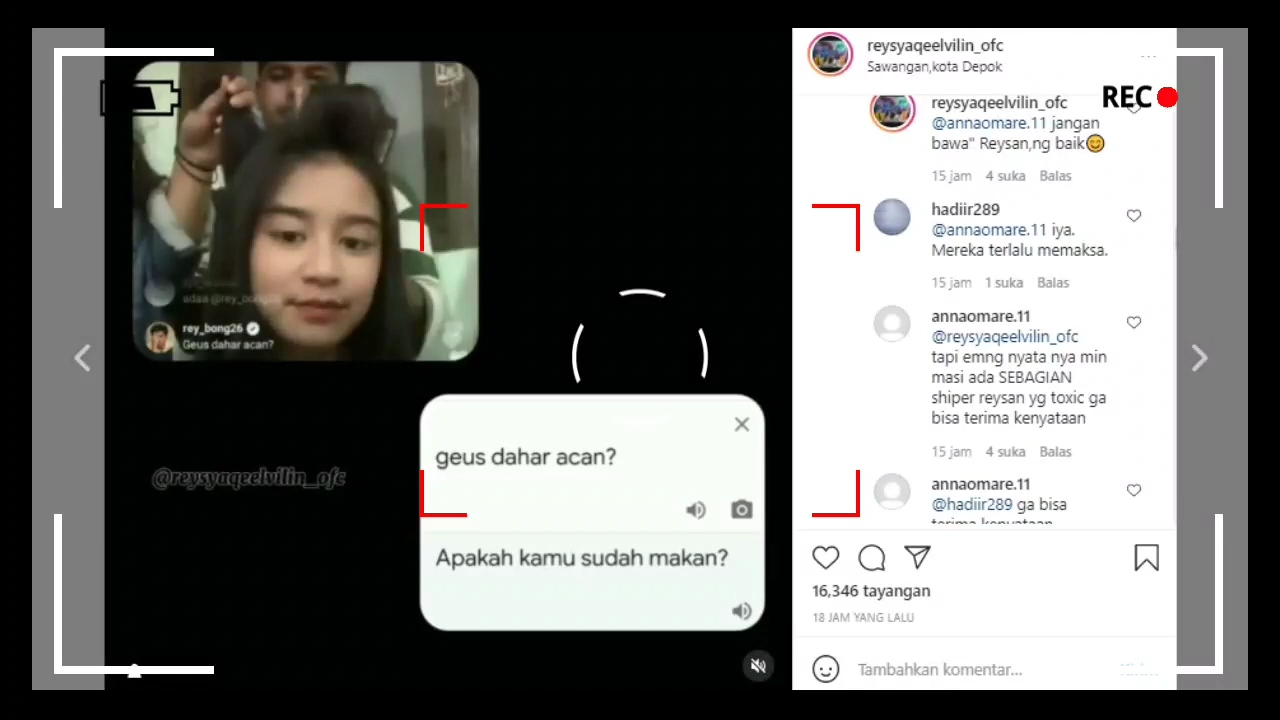 REC
adaa @rey_bong26
rey_bong26
Geus dahar acan?
@reysyaqeelvilin_ofc
geus dahar acan?
Apakah kamu sudah makan?
reysyaqeelvilin_ofc
Sawangan,kota Depok
reysyaqeelvilin_ofc
@annaomare.11 jangan
bawa" Reysan,ng baik😊
15 jam 4 suka Balas
hadiir289
@annaomare.11 iya.
Mereka terlalu memaksa.
15 jam 1 suka Balas
annaomare.11
@reysyaqeelvilin_ofc
tapi emng nyata nya min
masi ada SEBAGIAN
shiper reysan yg toxic ga
bisa terima kenyataan
15 jam 4 suka Balas
annaomare.11
@hadiir289 ga bisa
terima kenyataan
16,346 tayangan
18 JAM YANG LALU
Tambahkan komentar...